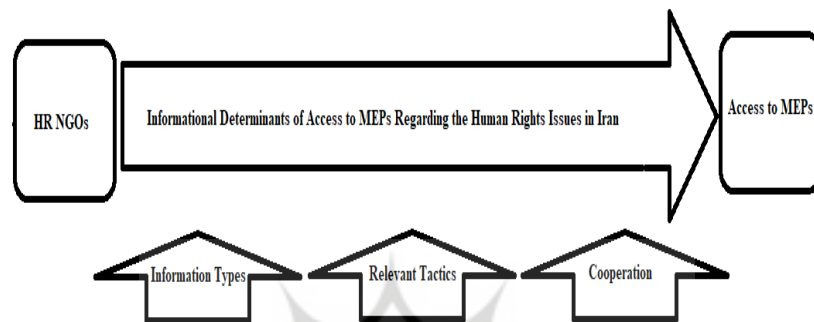 HR NGOs
Informational Determinants of Access to MEPs Regarding the Human Rights Issues in Iran
Access to MEPs
Information Types
Relevant Tactics
Cooperation